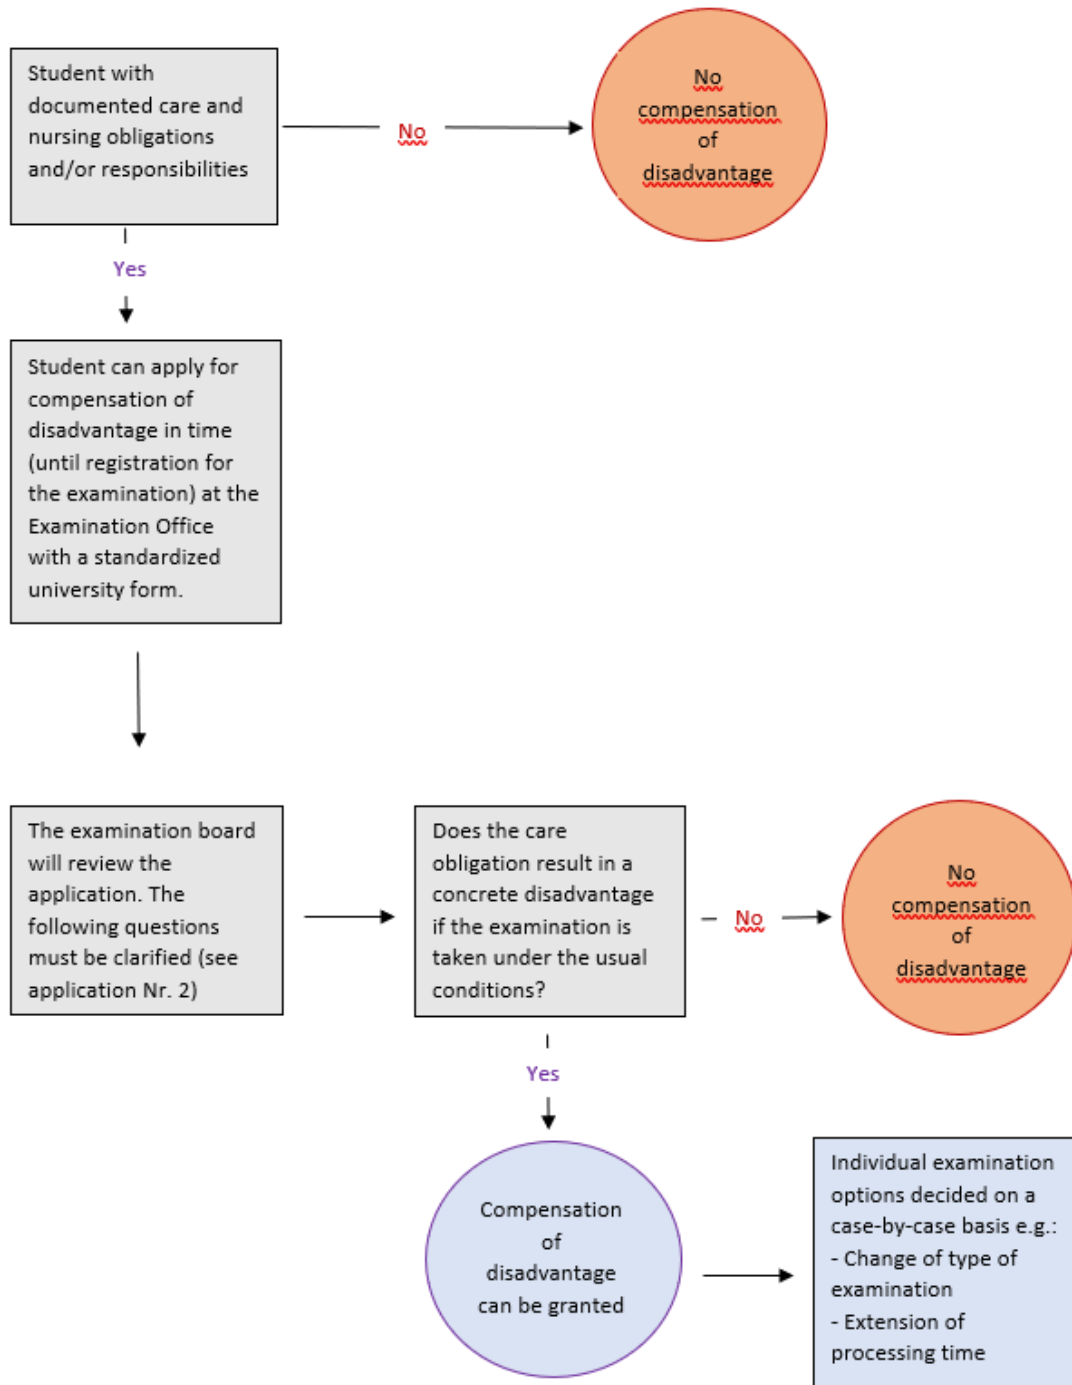 Student with
documented care and
nursing obligations
and/or responsibilities
No
No
compensation
of
disadvantage
Yes
Student can apply for
compensation of
disadvantage in time
(until registration for
the examination) at the
Examination Office
with a standardized
university form.
The examination board
will review the
application. The
following questions
must be clarified (see
application Nr. 2)
Does the care
obligation result in a
concrete disadvantage
if the examination is
taken under the usual
conditions?
No
No
compensation
of
disadvantage
Yes
Compensation
of
disadvantage
can be granted
Individual examination
options decided on a
case-by-case basis e.g.:
- Change of type of
examination
- Extension of
processing time